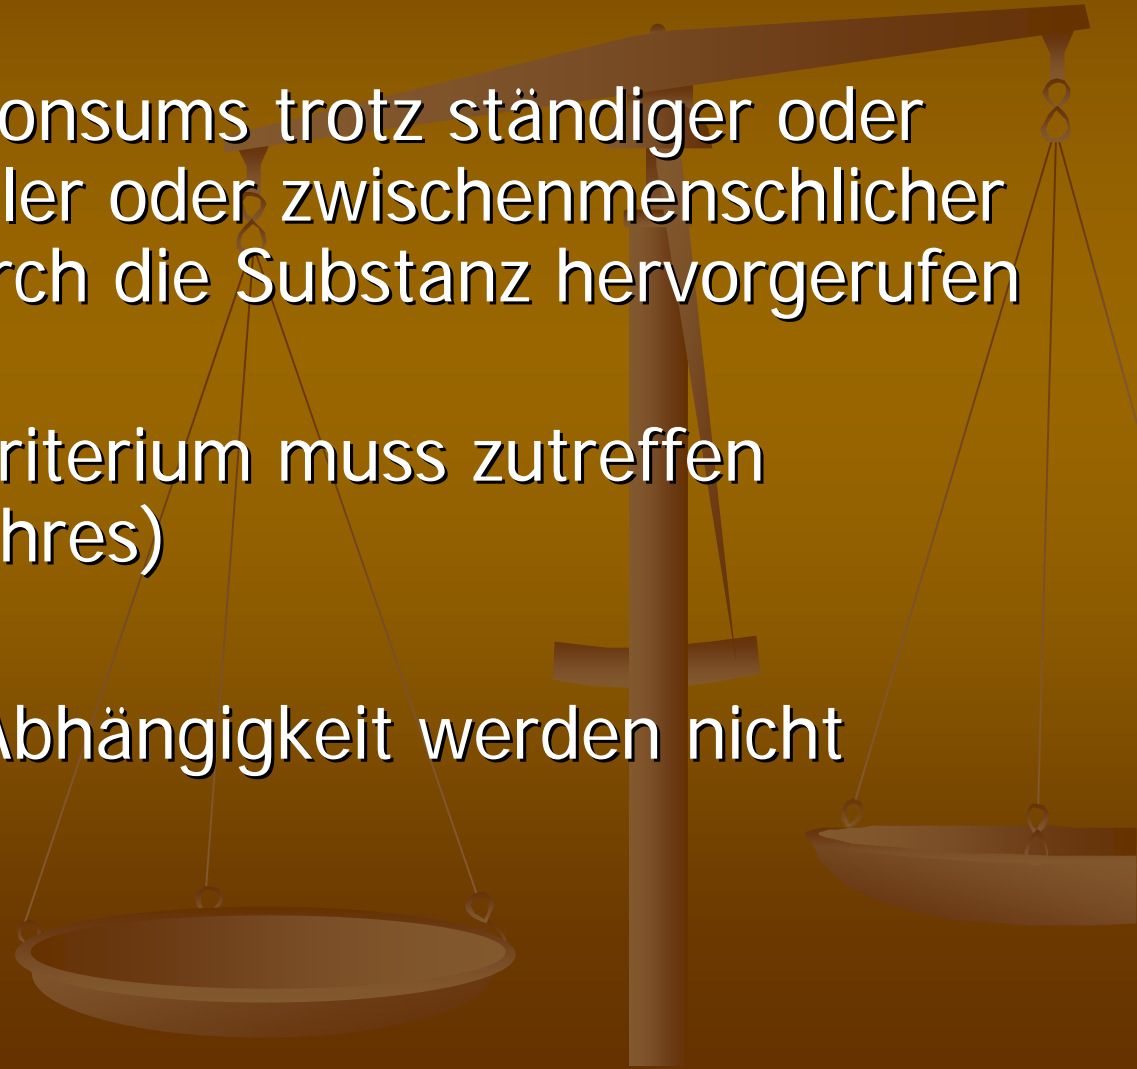 onsums trotz ständiger oder
ler oder zwischenmenschlicher
rch die Substanz hervorgerufen
riterium muss zutreffen
hres)
Abhängigkeit werden nicht